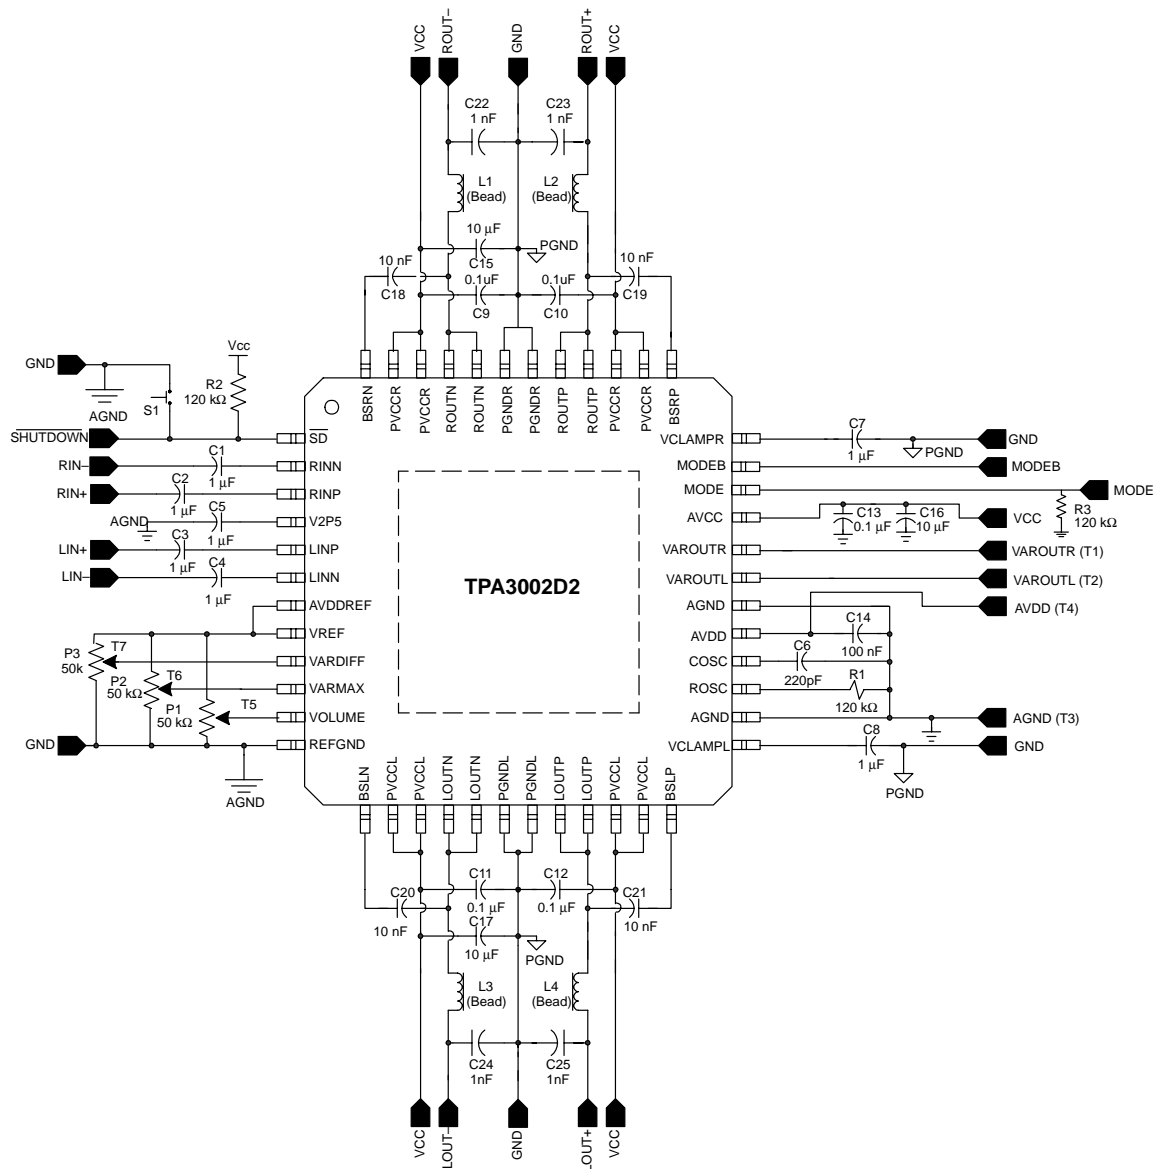 VCC
ROUT–
GND
ROUT+
VCC
C22
1 nF
C23
1 nF
L1
(Bead)
L2
(Bead)
10 µF
C15
PGND
10 nF
C18
0.1uF
C9
0.1uF
C10
10 nF
C19
GND
AGND
S1
Vcc
R2
120 kΩ
BSRN
PVCCR
PVCCR
ROUTN
ROUTN
PGNDR
PGNDR
ROUTP
ROUTP
PVCCR
PVCCR
BSRP
SHUTDOWN
SD
RIN–
C1
1 µF
RINN
RIN+
C2
1 µF
RINP
AGND
C5
1 µF
V2P5
LIN+
C3
1 µF
LINP
LIN–
C4
1 µF
LINN
AVDDREF
VREF
P3
50k
T7
VARDIFF
P2
50 kΩ
T6
VARMAX
P1
50 kΩ
T5
VOLUME
GND
REFGND
AGND
TPA3002D2
VCLAMPR
C7
1 µF
PGND
GND
MODEB
MODEB
MODE
MODE
R3
120 kΩ
AVCC
C13
0.1 µF
C16
10 µF
VCC
VAROUTR
VAROUTR (T1)
VAROUTL
VAROUTL (T2)
AGND
AVDD (T4)
AVDD
C14
100 nF
COSC
C6
220pF
ROSC
R1
120 kΩ
AGND
AGND (T3)
VCLAMPL
C8
1 µF
PGND
GND
BSLN
PVCCL
PVCCL
LOUTN
LOUTN
PGNDL
PGNDL
LOUTP
LOUTP
PVCCL
PVCCL
BSLP
C20
10 nF
C11
0.1 µF
C12
0.1 µF
C21
10 nF
C17
10 µF
PGND
L3
(Bead)
L4
(Bead)
C24
1nF
C25
1nF
VCC
LOUT–
GND
LOUT+
VCC